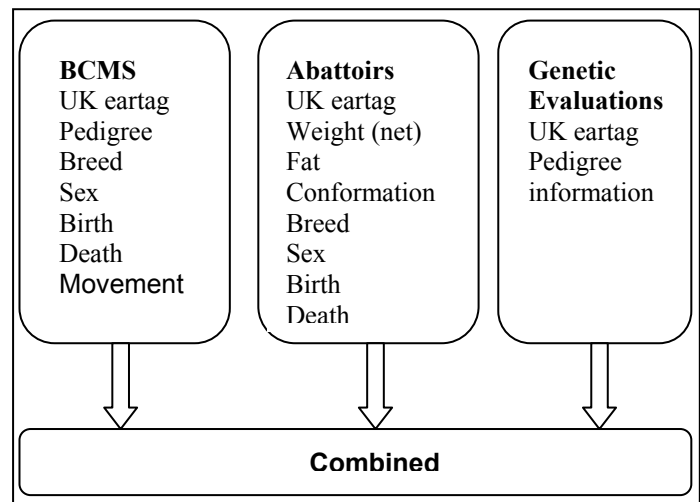 BCMS
UK eartag
Pedigree
Breed
Sex
Birth
Death
Movement
Abattoirs
UK eartag
Weight (net)
Fat
Conformation
Breed
Sex
Birth
Death
Genetic
Evaluations
UK eartag
Pedigree
information
Combined